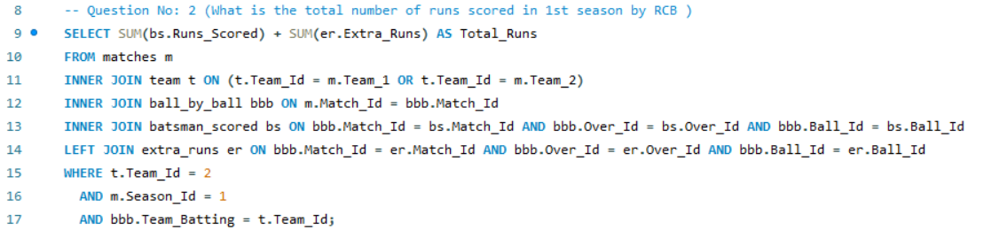 8 -- Question No: 2 (What is the total number of runs scored in 1st season by RCB )
9 SELECT SUM(bs.Runs_Scored) + SUM(er.Extra_Runs) AS Total_Runs
10 FROM matches m
11 INNER JOIN team t ON (t.Team_Id = m.Team_1 OR t.Team_Id = m.Team_2)
12 INNER JOIN ball_by_ball bbb ON m.Match_Id = bbb.Match_Id
13 INNER JOIN batsman_scored bs ON bbb.Match_Id = bs.Match_Id AND bbb.Over_Id = bs.Over_Id AND bbb.Ball_Id = bs.Ball_Id
14 LEFT JOIN extra_runs er ON bbb.Match_Id = er.Match_Id AND bbb.Over_Id = er.Over_Id AND bbb.Ball_Id = er.Ball_Id
15 WHERE t.Team_Id = 2
16 AND m.Season_Id = 1
17 AND bbb.Team_Batting = t.Team_Id;